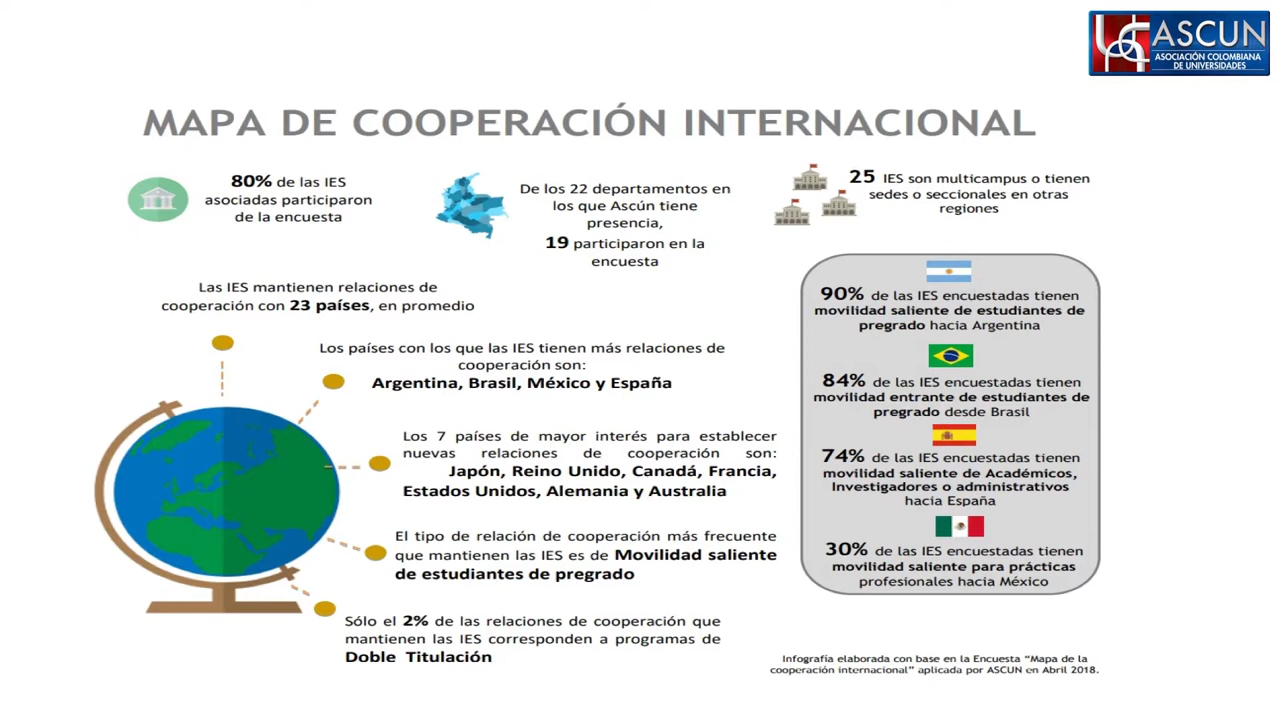 ASCUN
ASOCIACIÓN COLOMBIANA
DE UNIVERSIDADES
MAPA DE COOPERACIÓN INTERNACIONAL
80% de las IES
asociadas participaron
de la encuesta
De los 22 departamentos en
los que Ascún tiene
presencia,
19 participaron en la
encuesta
25 IES son multicampus o tienen
sedes o seccionales en otras
regiones
Las IES mantienen relaciones de
cooperación con 23 países, en promedio
Los países con los que las IES tienen más relaciones de
cooperación son:
Argentina, Brasil, México y España
Los 7 países de mayor interés para establecer
nuevas relaciones de cooperación son:
Japón, Reino Unido, Canadá, Francia,
Estados Unidos, Alemania y Australia
El tipo de relación de cooperación más frecuente
que mantienen las IES es de Movilidad saliente
de estudiantes de pregrado
Sólo el 2% de las relaciones de cooperación que
mantienen las IES corresponden a programas de
Doble Titulación
90% de las IES encuestadas tienen
movilidad saliente de estudiantes de
pregrado hacia Argentina
84% de las IES encuestadas tienen
movilidad entrante de estudiantes de
pregrado desde Brasil
74% de las IES encuestadas tienen
movilidad saliente de Académicos,
Investigadores o administrativos
hacia España
30% de las IES encuestadas tienen
movilidad saliente para prácticas
profesionales hacia México
Infografía elaborada con base en la Encuesta “Mapa de la
cooperación internacional” aplicada por ASCUN en Abril 2018.